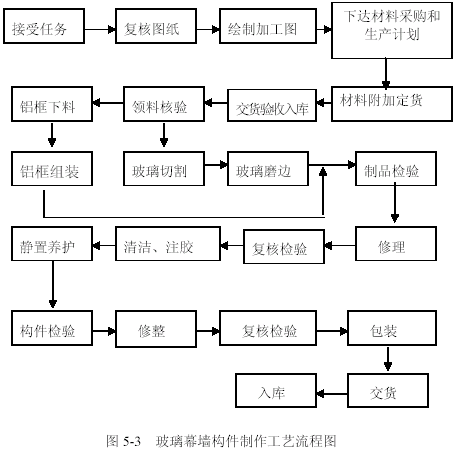 接受任务
复核图纸
绘制加工图
下达材料采购和
生产计划
铝框下料
领料核验
交货验收入库
材料附加定货
铝框组装
玻璃切割
玻璃磨边
制品检验
静置养护
清洁、注胶
复核检验
修理
构件检验
修整
复核检验
包装
入库
交货
图 5-3 玻璃幕墙构件制作工艺流程图